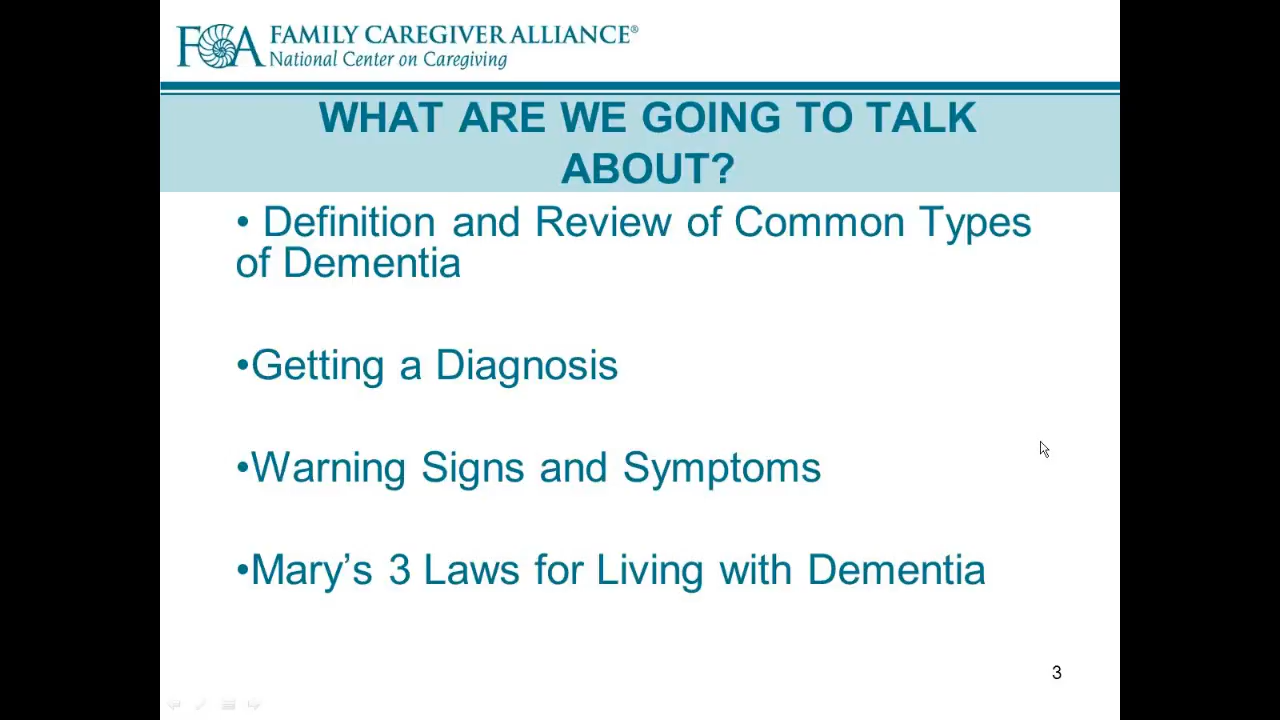 FCA FAMILY CAREGIVER ALLIANCE®
National Center on Caregiving
WHAT ARE WE GOING TO TALK
ABOUT?
• Definition and Review of Common Types
of Dementia
•Getting a Diagnosis
•Warning Signs and Symptoms
•Mary’s 3 Laws for Living with Dementia
3